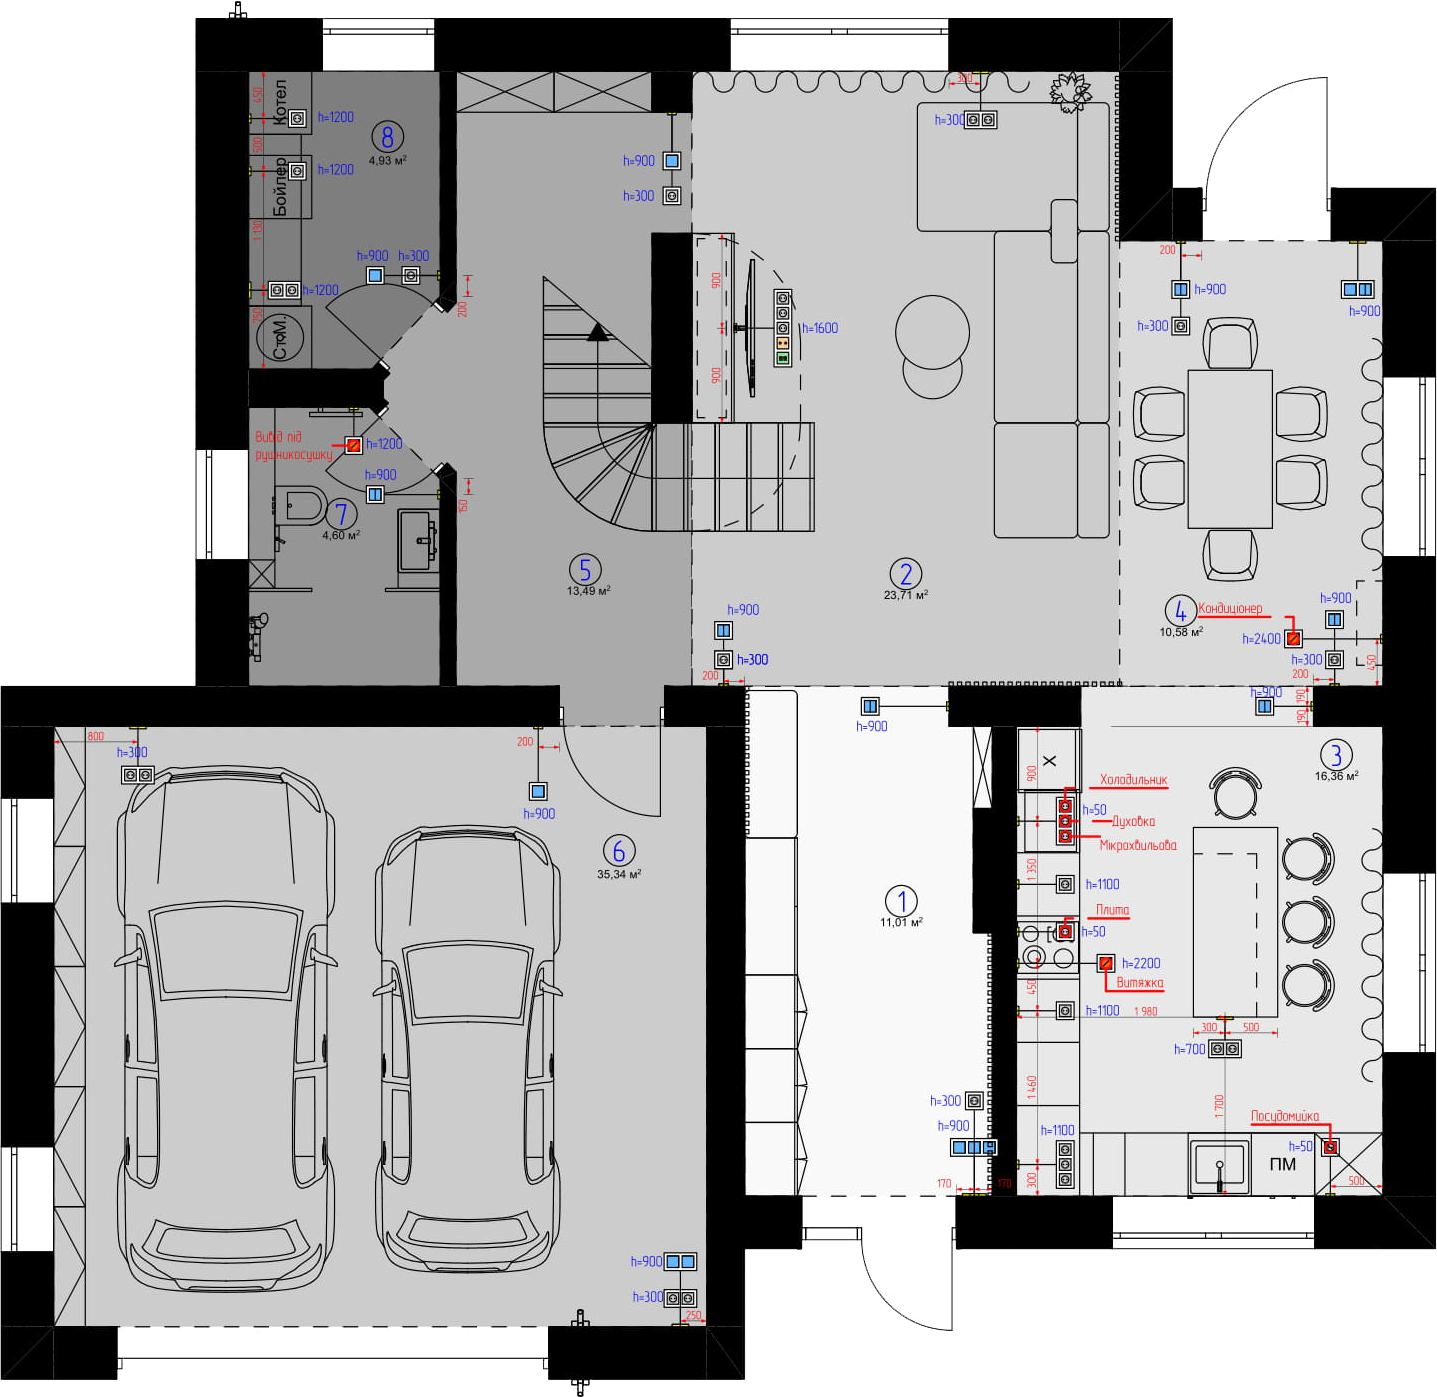 Котел
450
h=1200
8
4,93 м²
500
Бойлер
h=1200
1 130
h=900
h=300
h=1200
200
750
Ст.М.
h=900
h=300
300
h=300
900
900
h=1600
200
h=900
h=900
h=300
Вивід під
рушникосушку
h=1200
h=900
150
7
4,60 м²
5
13,49 м²
2
23,71 м²
4
10,58 м²
Кондиціонер
h=2400
h=900
h=300
450
200
h=900
h=300
200
800
h=300
200
h=900
6
35,34 м²
h=900
h=300
250
h=900
1
11,01 м²
h=300
h=900
170
170
h=900
190
190
3
16,36 м²
Х
900
Холодильник
h=50
Духовка
Мікрохвильова
1 350
h=1100
Плита
h=50
h=2200
Витяжка
450
h=1100
1 980
300
500
h=700
1 460
1 700
h=1100
300
Посудомийка
h=50
ПМ
500